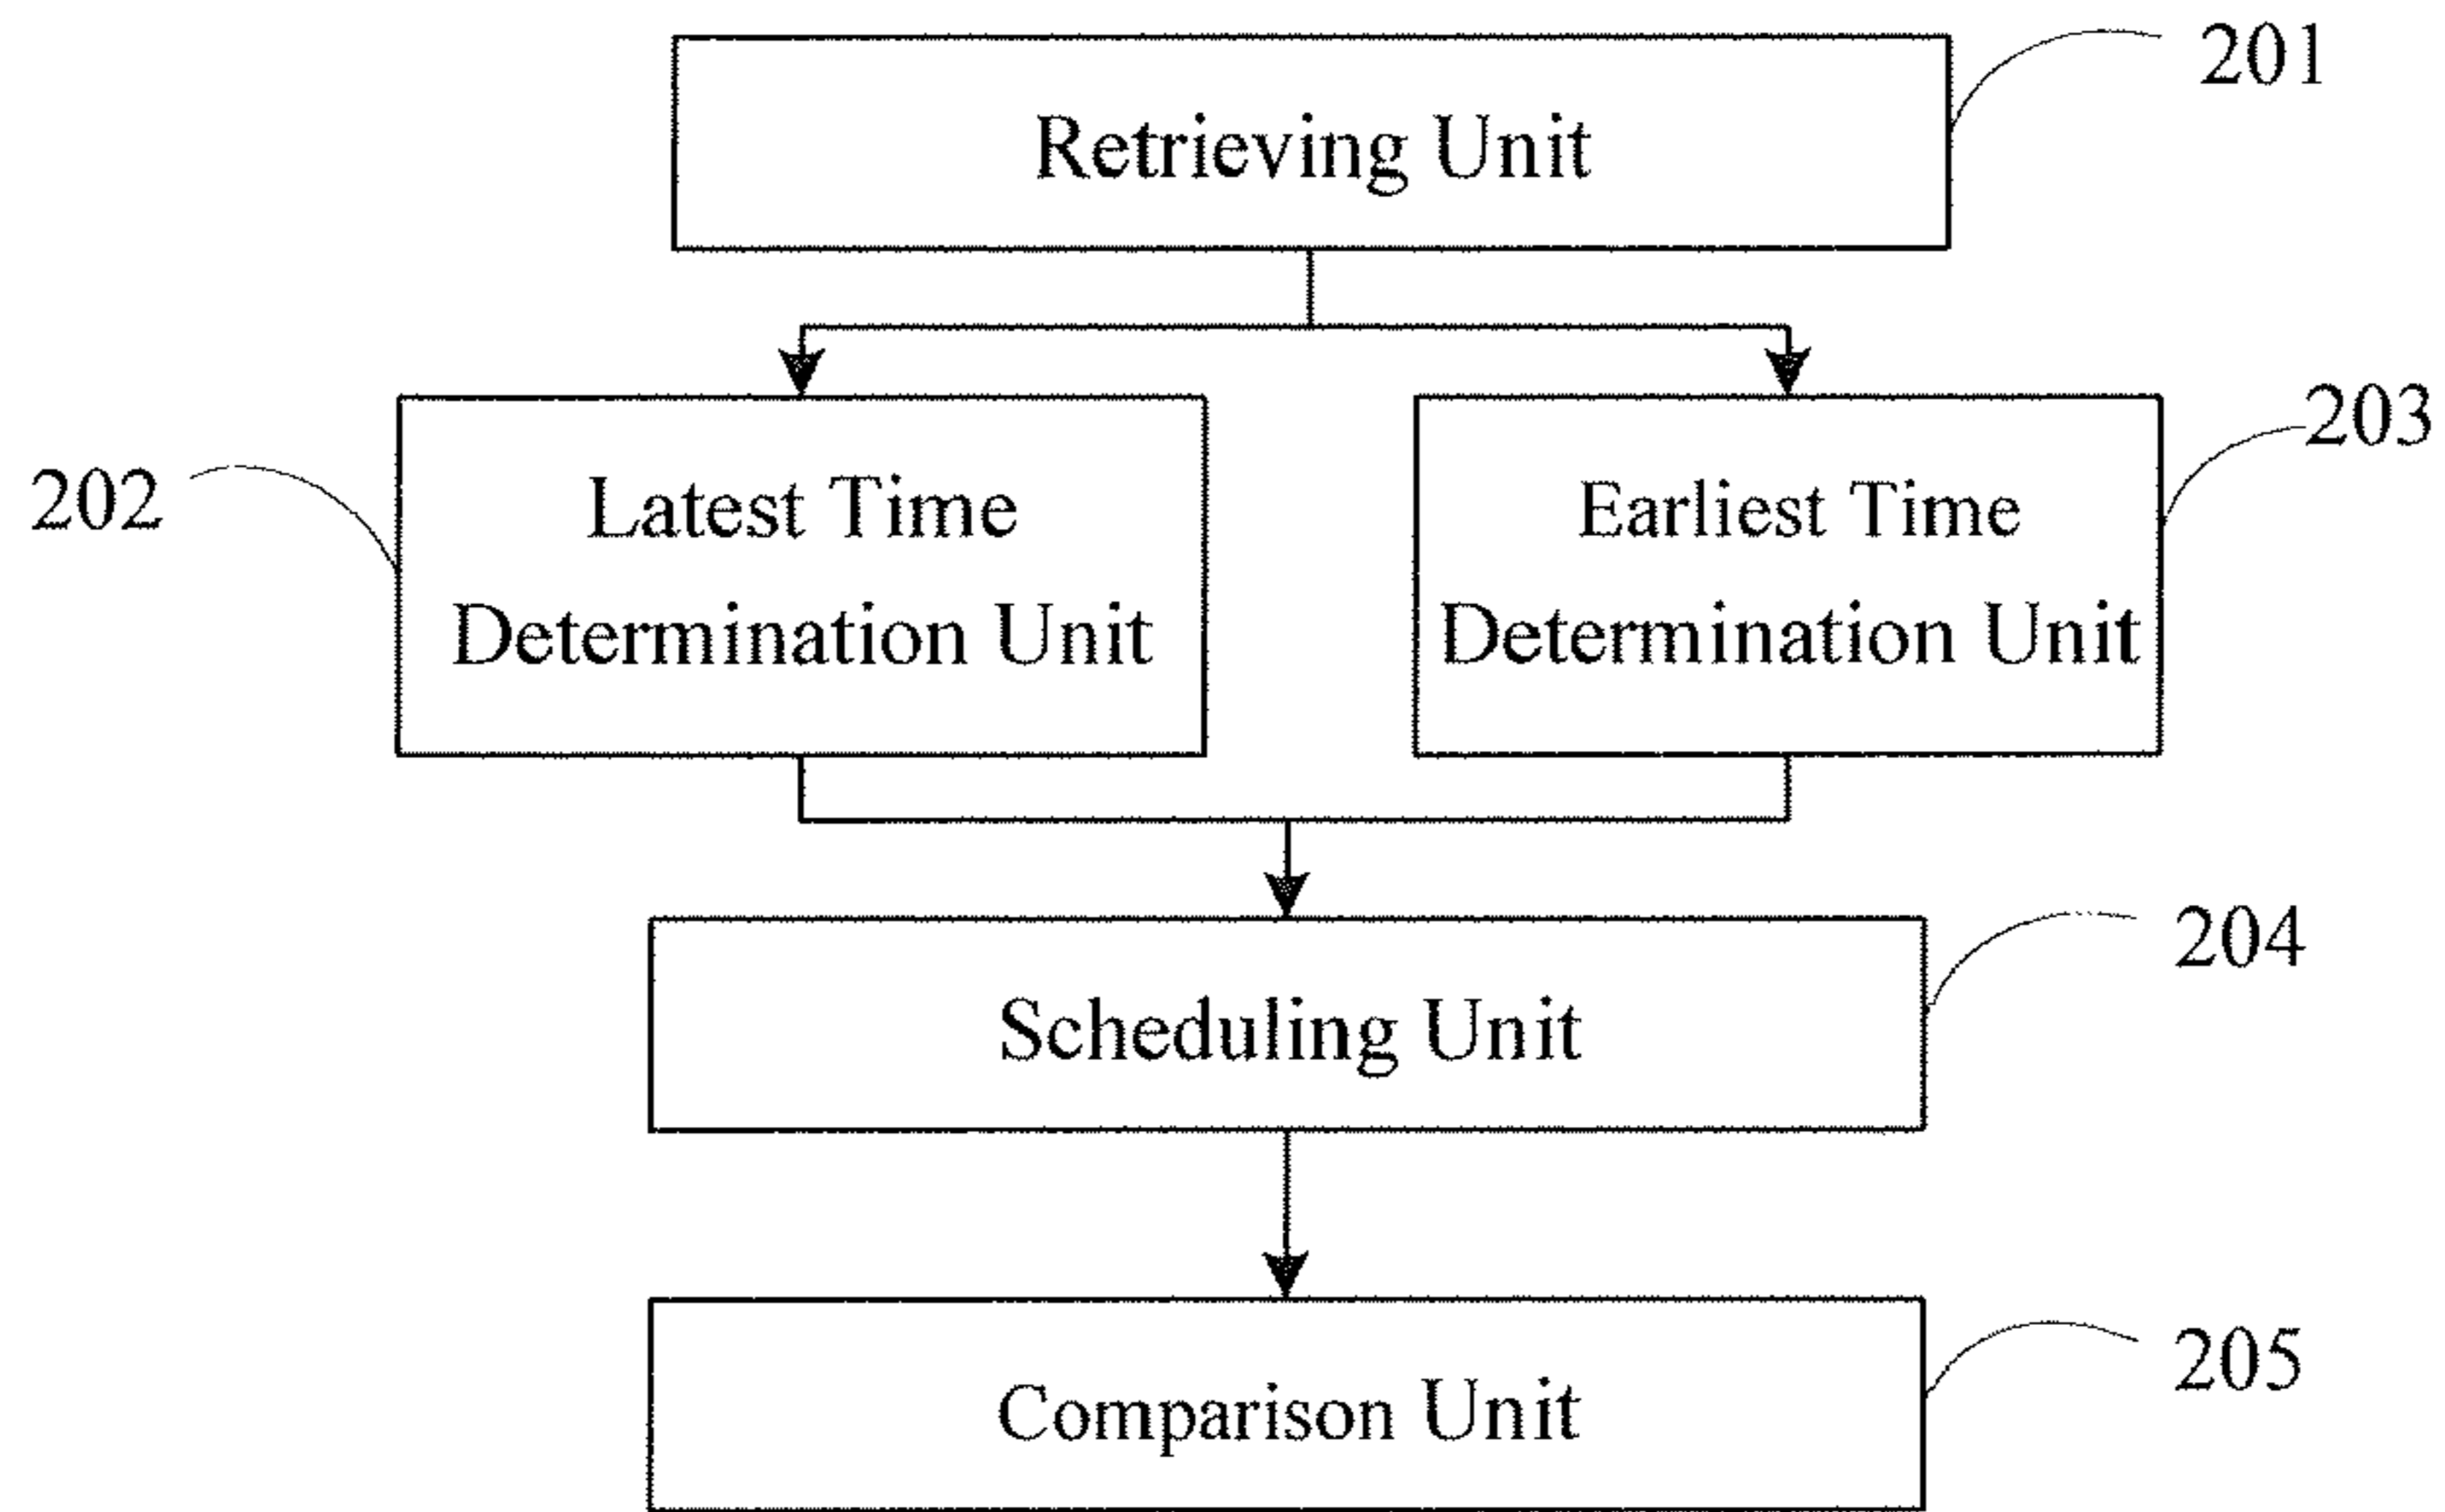 Retrieving Unit
201
202
Latest Time
Determination Unit
Earliest Time
Determination Unit
203
Scheduling Unit
204
Comparison Unit
205